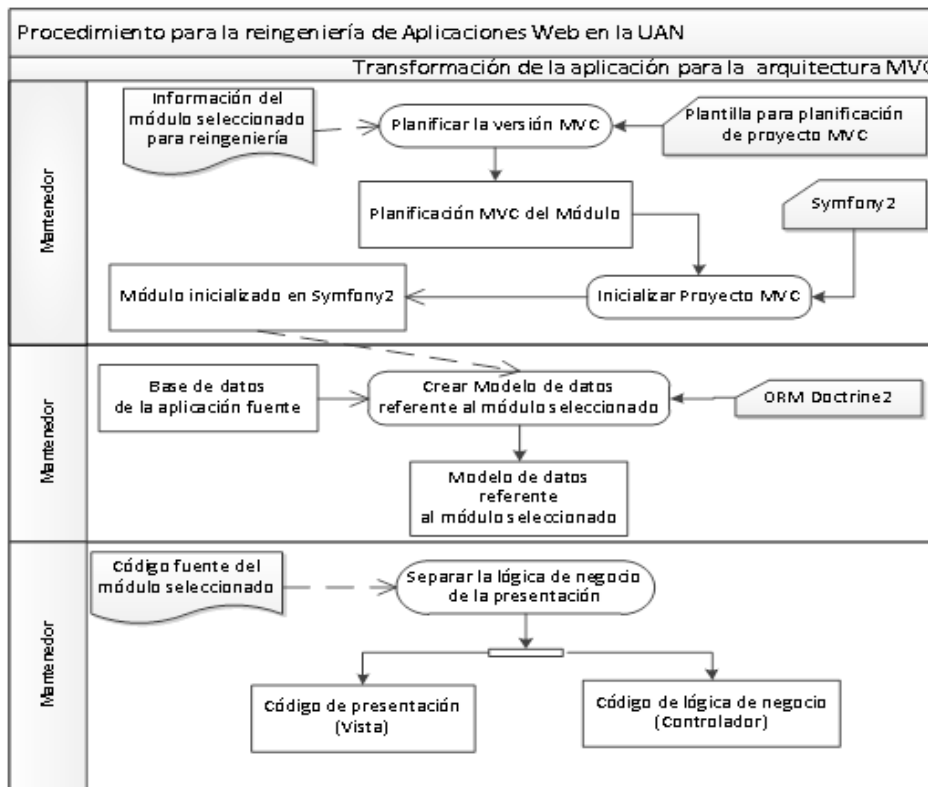 Procedimiento para la reingeniería de Aplicaciones Web en la UAN
Transformación de la aplicación para la arquitectura MVC
Mantenedor
Información del
módulo seleccionado
para reingeniería
Planificar la versión MVC
Plantilla para planificación
de proyecto MVC
Planificación MVC del Módulo
Symfony2
Módulo inicializado en Symfony2
Inicializar Proyecto MVC
Mantenedor
Base de datos
de la aplicación fuente
Crear Modelo de datos
referente al módulo seleccionado
ORM Doctrine2
Modelo de datos
referente
al módulo seleccionado
Mantenedor
Código fuente del
módulo seleccionado
Separar la lógica de negocio
de la presentación
Código de presentación
(Vista)
Código de lógica de negocio
(Controlador)